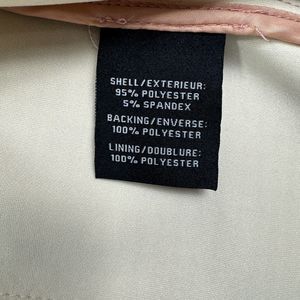 SHELL/EXTERIEUR:
95% POLYESTER
5% SPANDEX
BACKING/ENVERSE:
100% POLYESTER
LINING/DOUBLURE:
100% POLYESTER